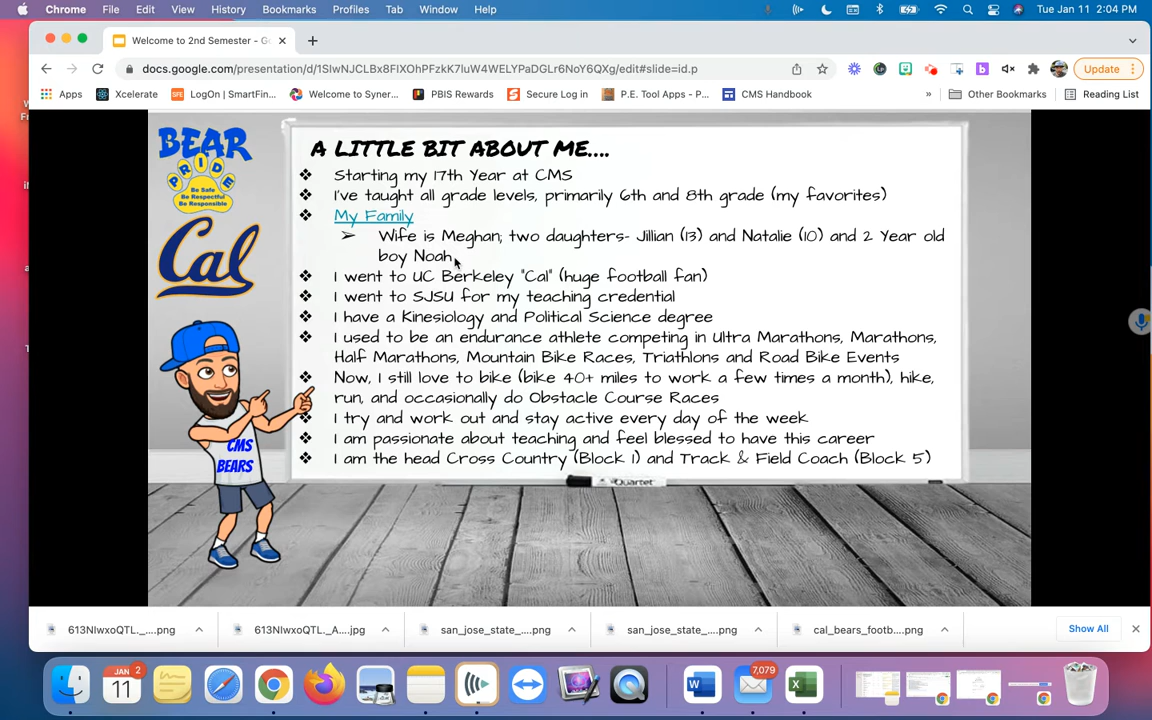 Chrome File Edit View History Bookmarks Profiles Tab Window Help Tue Jan 11 2:04 PM
Welcome to 2nd Semester - Go
docs.google.com/presentation/d/1SIwNJCLBx8FIXOhPFzkK7luW4WELYPaDGLr6NoY6QXg/edit#slide=id.p Update
Apps Xcelerate LogOn | SmartFin... Welcome to Syner... PBIS Rewards Secure Log in P.E. Tool Apps - P... CMS Handbook » Other Bookmarks Reading List
BEAR
PRIDE
Be Safe
Be Respectful
Be Responsible
Cal
CMS
BEARS
A LITTLE BIT ABOUT ME....
Starting my 17th Year at CMS
I've taught all grade levels, primarily 6th and 8th grade (my favorites)
My Family
Wife is Meghan; two daughters- Jillian (13) and Natalie (10) and 2 Year old
boy Noah
I went to UC Berkeley "Cal" (huge football fan)
I went to SJSU for my teaching credential
I have a Kinesiology and Political Science degree
I used to be an endurance athlete competing in Ultra Marathons, Marathons,
Half Marathons, Mountain Bike Races, Triathlons and Road Bike Events
Now, I still love to bike (bike 40+ miles to work a few times a month), hike,
run, and occasionally do Obstacle Course Races
I try and work out and stay active every day of the week
I am passionate about teaching and feel blessed to have this career
I am the head Cross Country (Block 1) and Track & Field Coach (Block 5)
Quartet
613NIwxoQTL._....png 613NIwxoQTL._A....jpg san_jose_state_....png san_jose_state_....png cal_bears_footb....png Show All
JAN 2
11
7,079